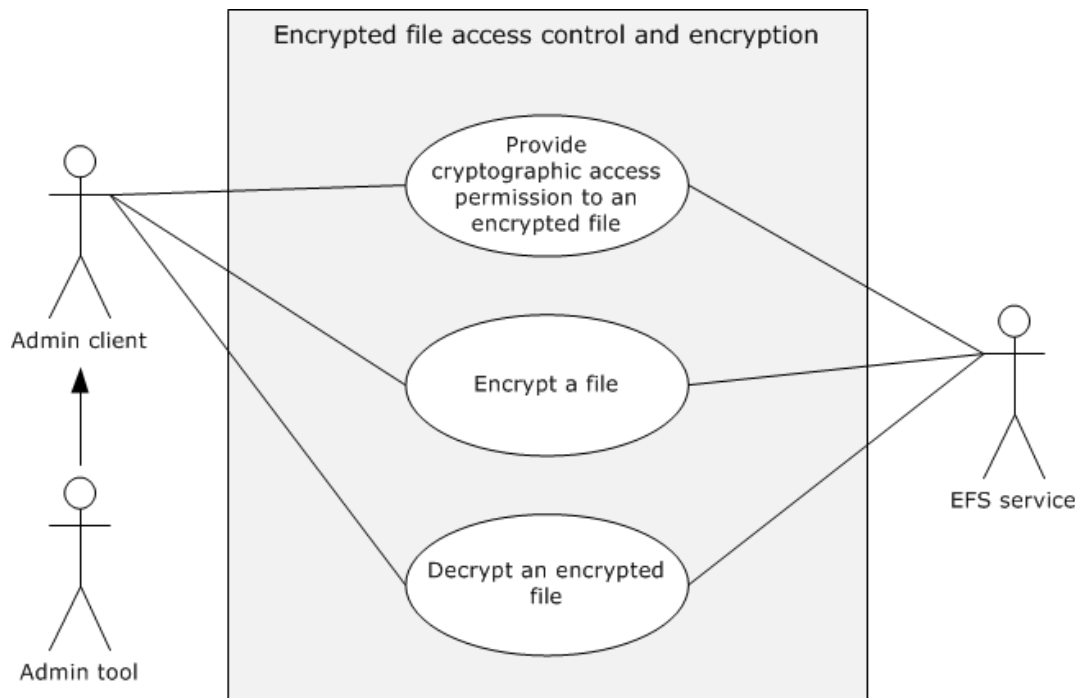 Encrypted file access control and encryption
Provide
cryptographic access
permission to an
encrypted file
Admin client
Encrypt a file
EFS service
Decrypt an encrypted
file
Admin tool